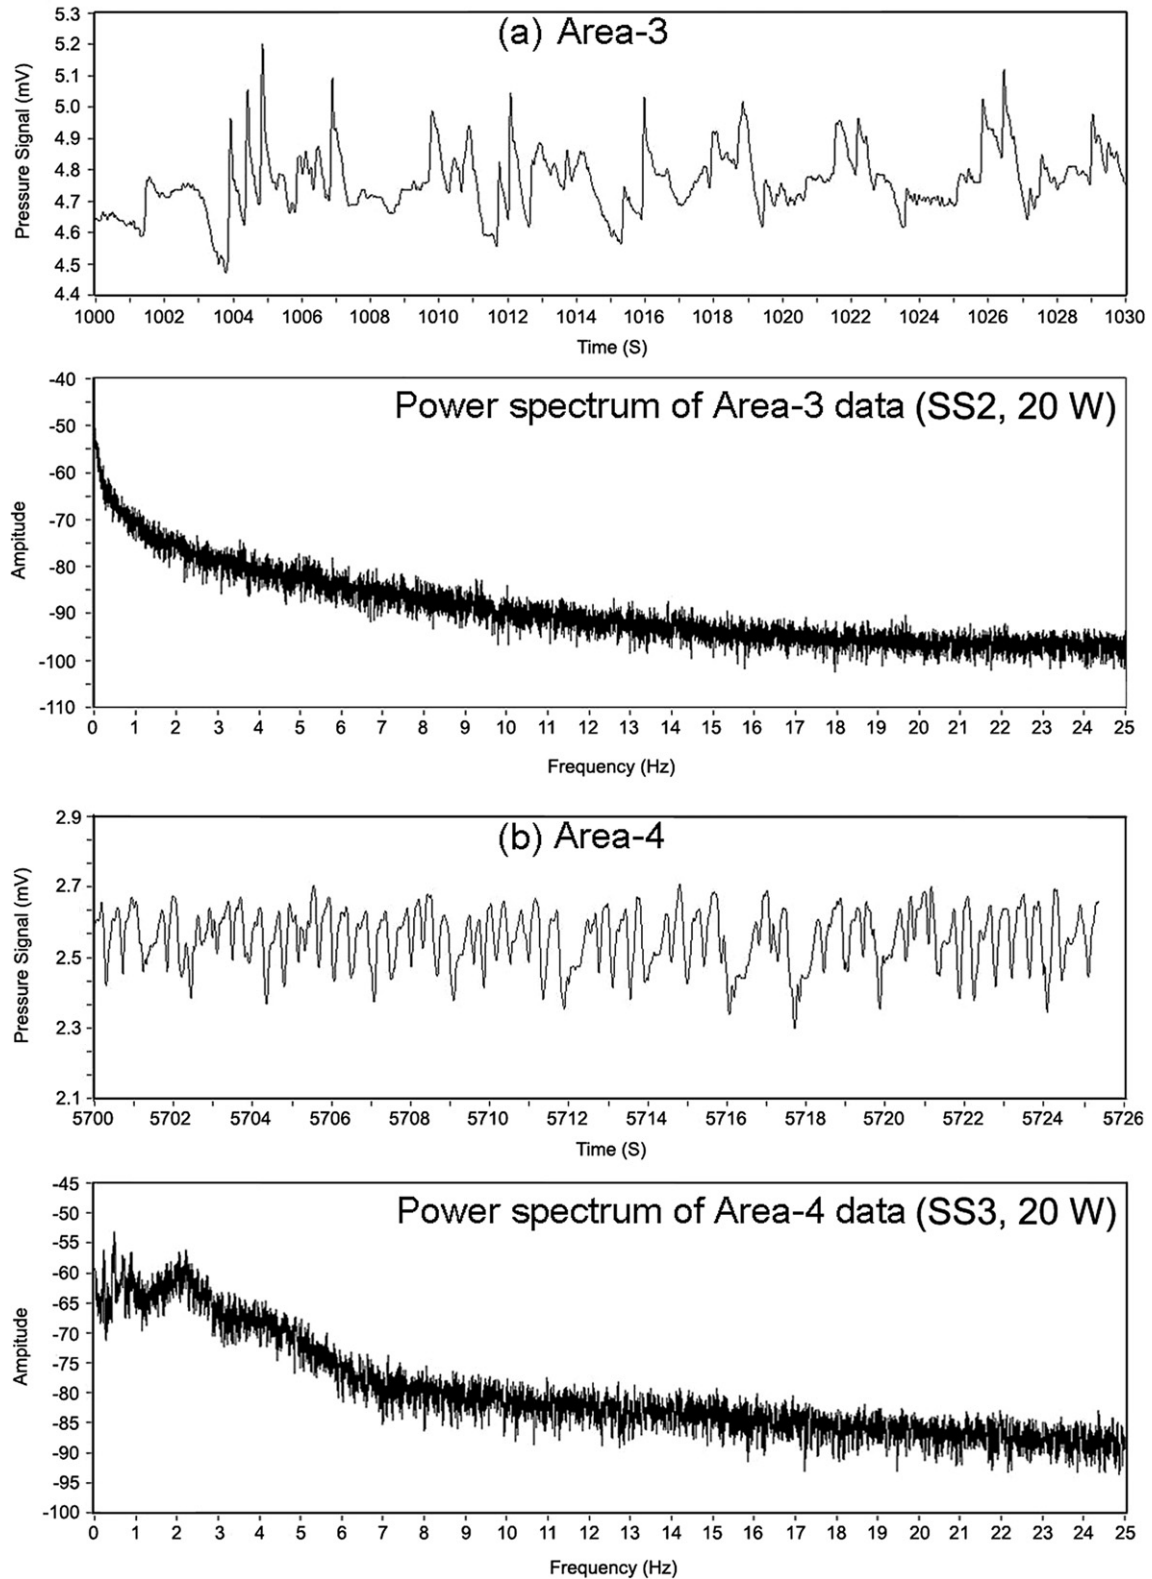 (a) Area-3
Pressure Signal (mV)
5.3
5.2
5.1
5.0
4.9
4.8
4.7
4.6
4.5
4.4
1000 1002 1004 1006 1008 1010 1012 1014 1016 1018 1020 1022 1024 1026 1028 1030
Time (S)
Power spectrum of Area-3 data (SS2, 20 W)
Ampitude
-40
-50
-60
-70
-80
-90
-100
-110
0 1 2 3 4 5 6 7 8 9 10 11 12 13 14 15 16 17 18 19 20 21 22 23 24 25
Frequency (Hz)
(b) Area-4
Pressure Signal (mV)
2.9
2.7
2.5
2.3
2.1
5700 5702 5704 5706 5708 5710 5712 5714 5716 5718 5720 5722 5724 5726
Time (S)
Power spectrum of Area-4 data (SS3, 20 W)
Ampitude
-45
-50
-55
-60
-65
-70
-75
-80
-85
-90
-95
-100
0 1 2 3 4 5 6 7 8 9 10 11 12 13 14 15 16 17 18 19 20 21 22 23 24 25
Frequency (Hz)